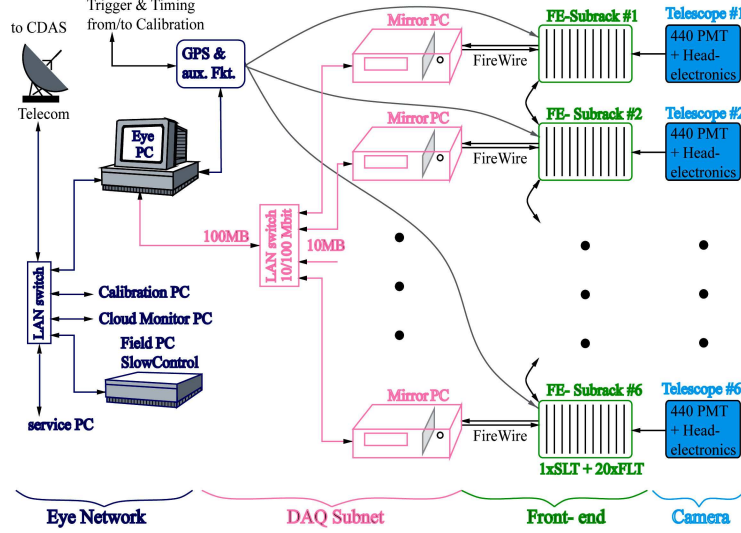 Trigger & Timing
from/to Calibration
to CDAS
Telecom
GPS &
aux. Fkt.
Eye
PC
LAN switch
Calibration PC
Cloud Monitor PC
Field PC
SlowControl
service PC
100MB
LAN switch
10/100 Mbit
10MB
Mirror PC
FireWire
FE-Subrack #1
Telescope #1
440 PMT
+ Head-
electronics
Mirror PC
FireWire
FE- Subrack #2
Telescope #2
440 PMT
+ Head-
electronics
Mirror PC
FireWire
FE- Subrack #6
1xSLT + 20xFLT
Telescope #6
440 PMT
+ Head-
electronics
Eye Network
DAQ Subnet
Front- end
Camera